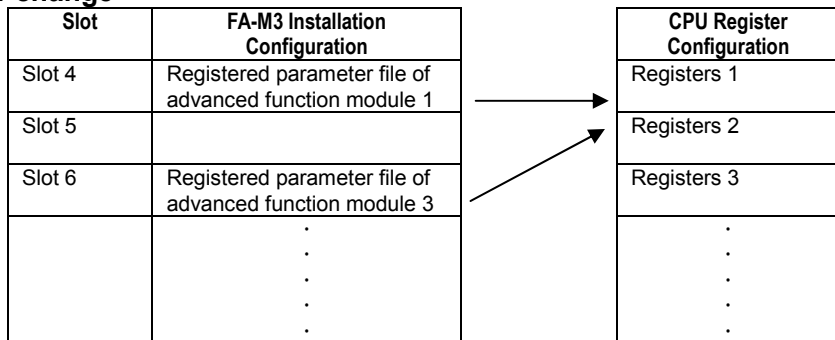 change
Slot
FA-M3 Installation
Configuration
Slot 4
Registered parameter file of
advanced function module 1
Slot 5
Slot 6
Registered parameter file of
advanced function module 3
CPU Register
Configuration
Registers 1
Registers 2
Registers 3